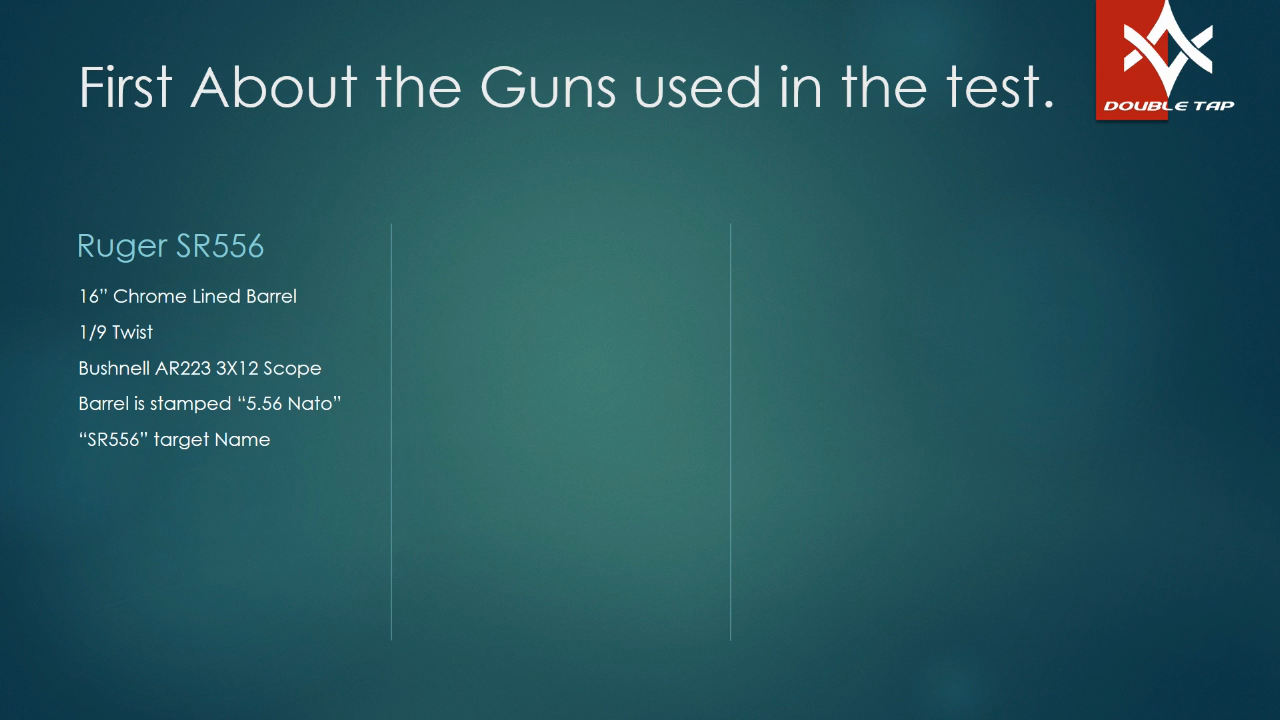 First About the Guns used in the test.
DOUBLE TAP
Ruger SR556
16” Chrome Lined Barrel
1/9 Twist
Bushnell AR223 3X12 Scope
Barrel is stamped “5.56 Nato”
“SR556” target Name